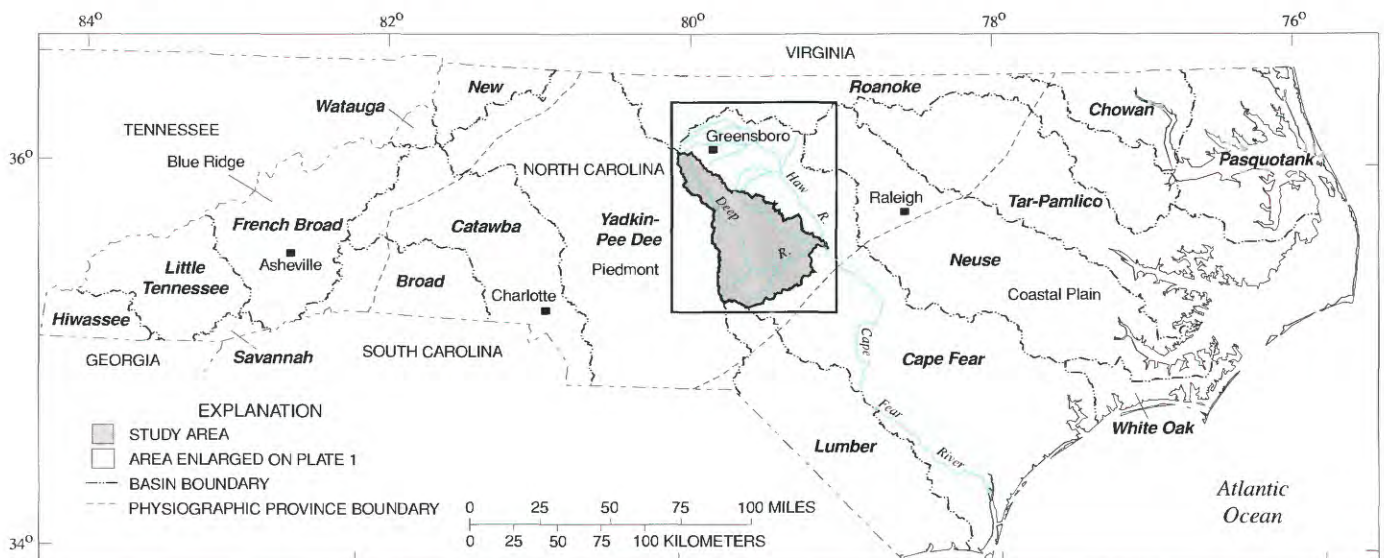 84°
82°
80°
78°
76°
VIRGINIA
New
Roanoke
Watauga
Chowan
TENNESSEE
Greensboro
36°
Blue Ridge
NORTH CAROLINA
Pasquotank
Haw
R.
Raleigh
Tar-Pamlico
Deep
R.
French Broad
Catawba
Yadkin-
Pee Dee
Asheville
Neuse
Little
Tennessee
Broad
Piedmont
Charlotte
Coastal Plain
Hiwassee
GEORGIA
Savannah
SOUTH CAROLINA
Cape
Fear
River
Cape Fear
White Oak
Lumber
EXPLANATION
STUDY AREA
AREA ENLARGED ON PLATE 1
BASIN BOUNDARY
PHYSIOGRAPHIC PROVINCE BOUNDARY
0 25 50 75 100 MILES
0 25 50 75 100 KILOMETERS
Atlantic
Ocean
34°